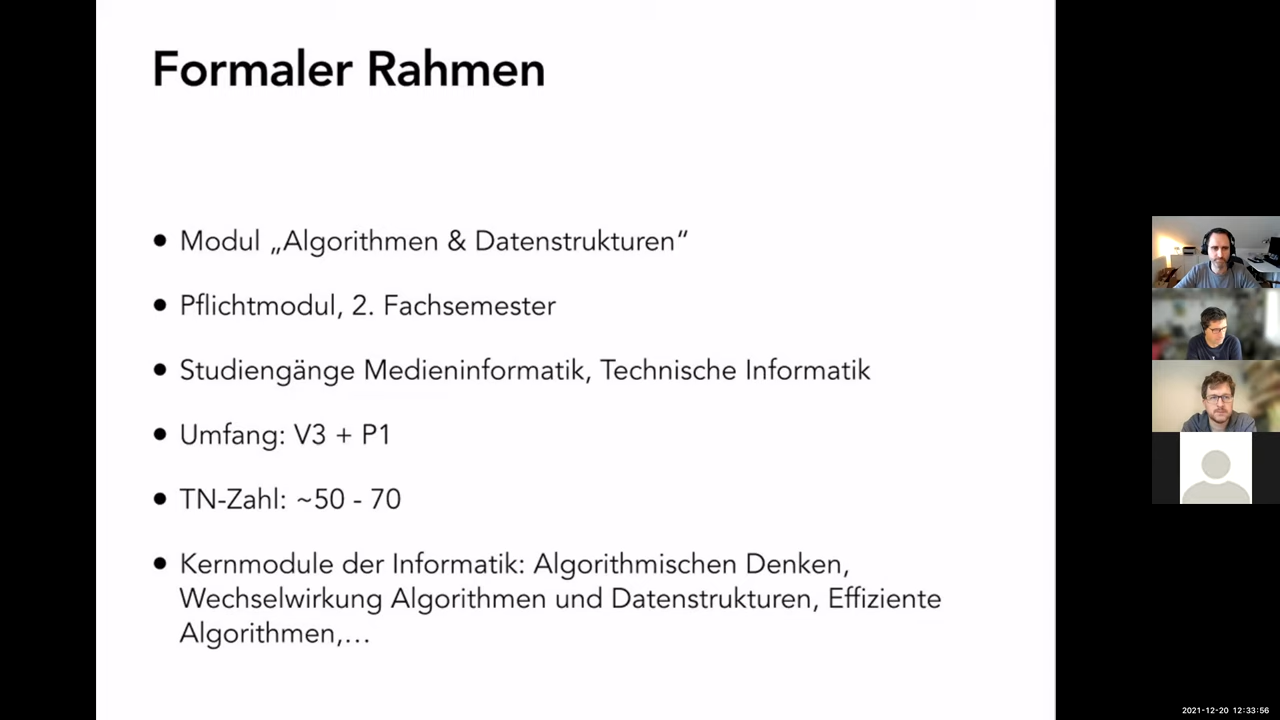 Formaler Rahmen
• Modul „Algorithmen & Datenstrukturen“
• Pflichtmodul, 2. Fachsemester
• Studiengänge Medieninformatik, Technische Informatik
• Umfang: V3 + P1
• TN-Zahl: ~50 - 70
• Kernmodule der Informatik: Algorithmischen Denken,
Wechselwirkung Algorithmen und Datenstrukturen, Effiziente
Algorithmen,…
2021-12-20 12:33:56